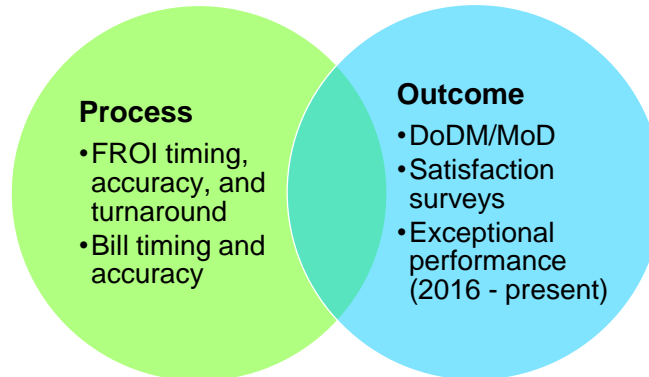 Process
•FROI timing,
accuracy, and
turnaround
•Bill timing and
accuracy
Outcome
•DoDM/MoD
•Satisfaction
surveys
•Exceptional
performance
(2016 - present)